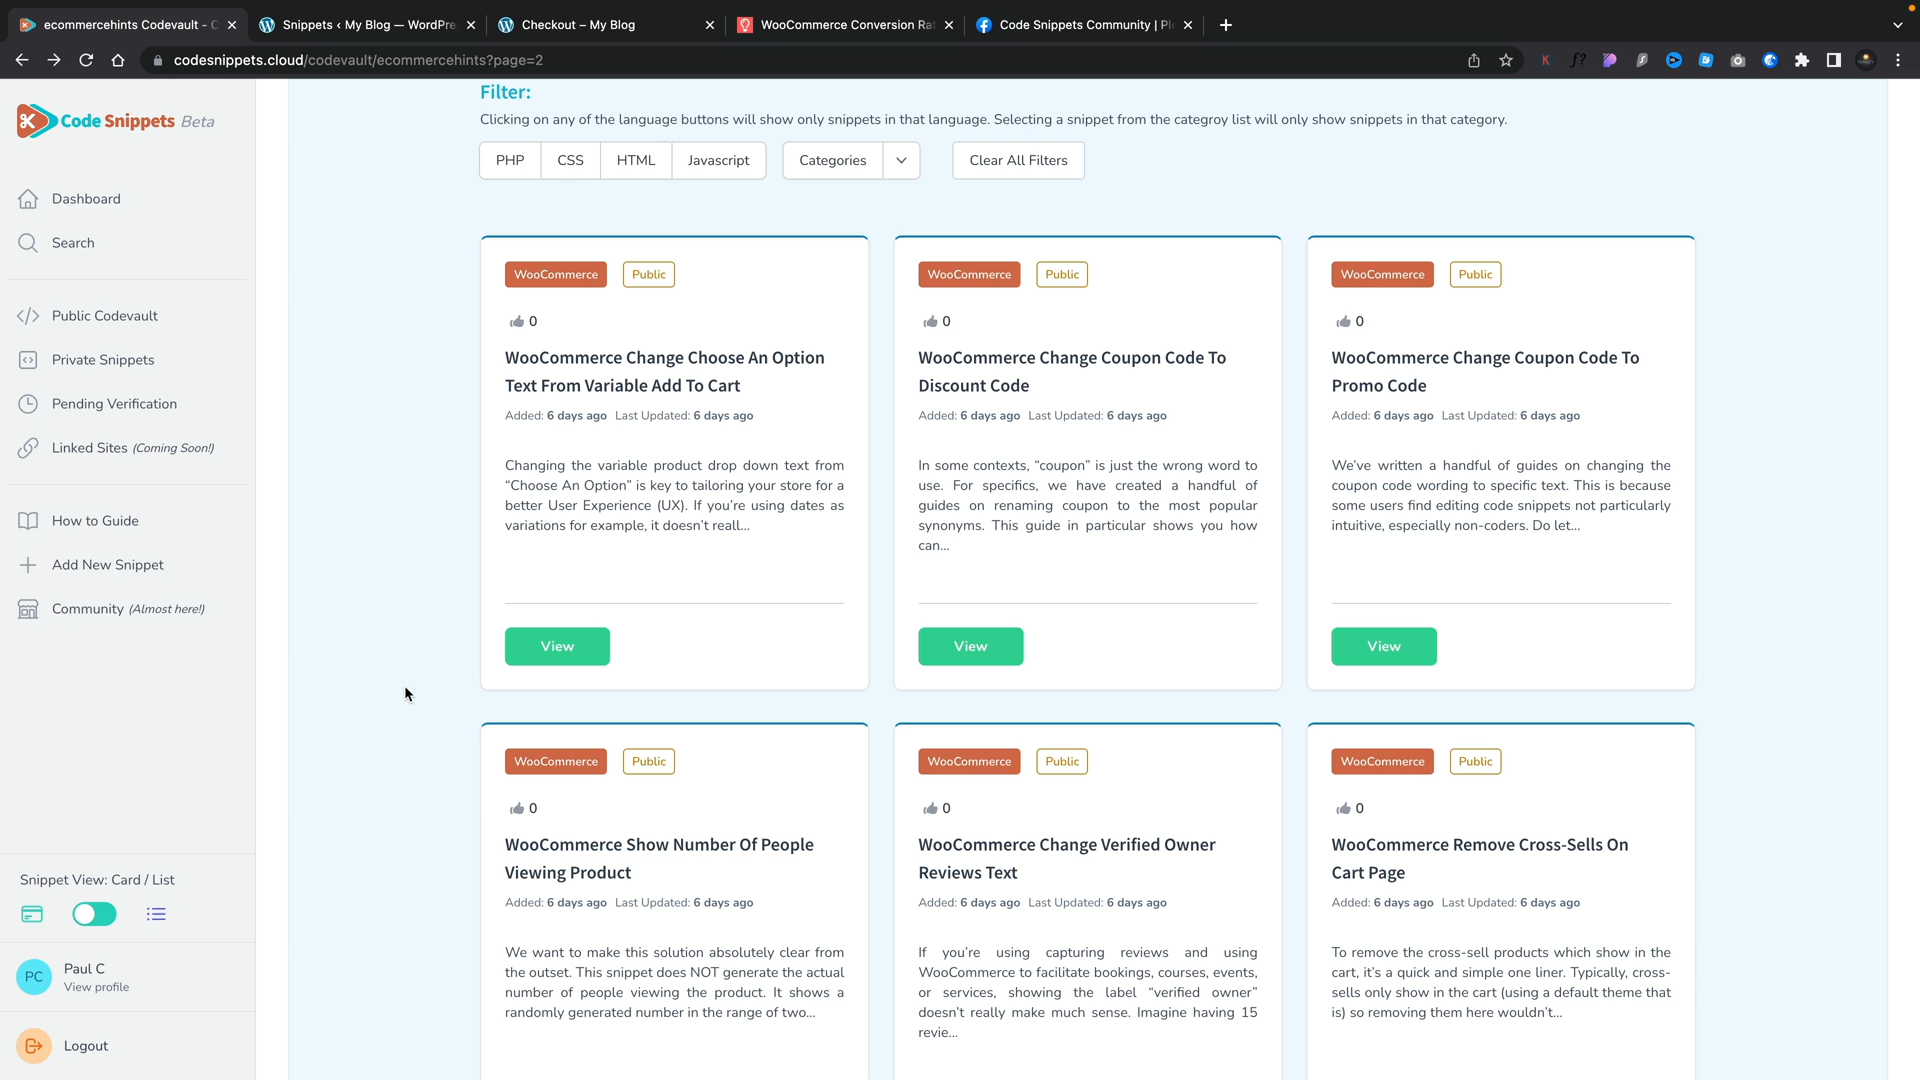 ecommercehints Codevault - C
Snippets ‹ My Blog — WordPre
Checkout – My Blog
WooCommerce Conversion Ra
Code Snippets Community | Pl
codesnippets.cloud/codevault/ecommercehints?page=2
Code Snippets Beta
Dashboard
Search
Public Codevault
Private Snippets
Pending Verification
Linked Sites (Coming Soon!)
How to Guide
Add New Snippet
Community (Almost here!)
Snippet View: Card / List
PC
Paul C
View profile
Logout
Filter:
Clicking on any of the language buttons will show only snippets in that language. Selecting a snippet from the categroy list will only show snippets in that category.
PHP CSS HTML Javascript Categories Clear All Filters
WooCommerce Public
0
WooCommerce Change Choose An Option
Text From Variable Add To Cart
Added: 6 days ago Last Updated: 6 days ago
Changing the variable product drop down text from
“Choose An Option” is key to tailoring your store for a
better User Experience (UX). If you’re using dates as
variations for example, it doesn’t reall...
View
WooCommerce Public
0
WooCommerce Change Coupon Code To
Discount Code
Added: 6 days ago Last Updated: 6 days ago
In some contexts, “coupon” is just the wrong word to
use. For specifics, we have created a handful of
guides on renaming coupon to the most popular
synonyms. This guide in particular shows you how
can...
View
WooCommerce Public
0
WooCommerce Change Coupon Code To
Promo Code
Added: 6 days ago Last Updated: 6 days ago
We’ve written a handful of guides on changing the
coupon code wording to specific text. This is because
some users find editing code snippets not particularly
intuitive, especially non-coders. Do let...
View
WooCommerce Public
0
WooCommerce Show Number Of People
Viewing Product
Added: 6 days ago Last Updated: 6 days ago
We want to make this solution absolutely clear from
the outset. This snippet does NOT generate the actual
number of people viewing the product. It shows a
randomly generated number in the range of two...
WooCommerce Public
0
WooCommerce Change Verified Owner
Reviews Text
Added: 6 days ago Last Updated: 6 days ago
If you’re using capturing reviews and using
WooCommerce to facilitate bookings, courses, events,
or services, showing the label “verified owner”
doesn’t really make much sense. Imagine having 15
revie...
WooCommerce Public
0
WooCommerce Remove Cross-Sells On
Cart Page
Added: 6 days ago Last Updated: 6 days ago
To remove the cross-sell products which show in the
cart, it’s a quick and simple one liner. Typically, cross-
sells only show in the cart (using a default theme that
is) so removing them here wouldn’t...